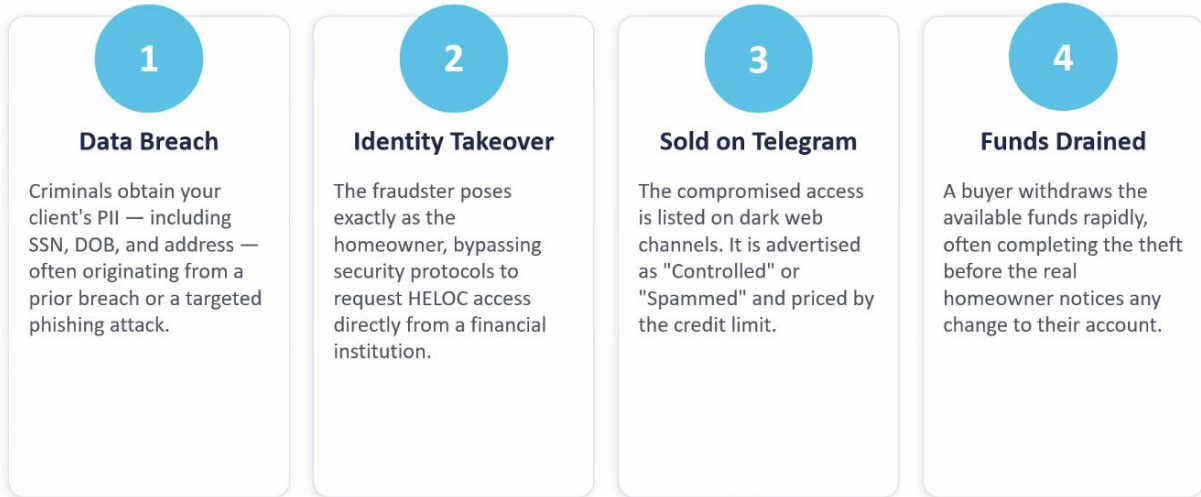 1
Data Breach
Criminals obtain your
client's PII — including
SSN, DOB, and address —
often originating from a
prior breach or a targeted
phishing attack.
2
Identity Takeover
The fraudster poses
exactly as the
homeowner, bypassing
security protocols to
request HELOC access
directly from a financial
institution.
3
Sold on Telegram
The compromised access
is listed on dark web
channels. It is advertised
as "Controlled" or
"Spammed" and priced by
the credit limit.
4
Funds Drained
A buyer withdraws the
available funds rapidly,
often completing the theft
before the real
homeowner notices any
change to their account.